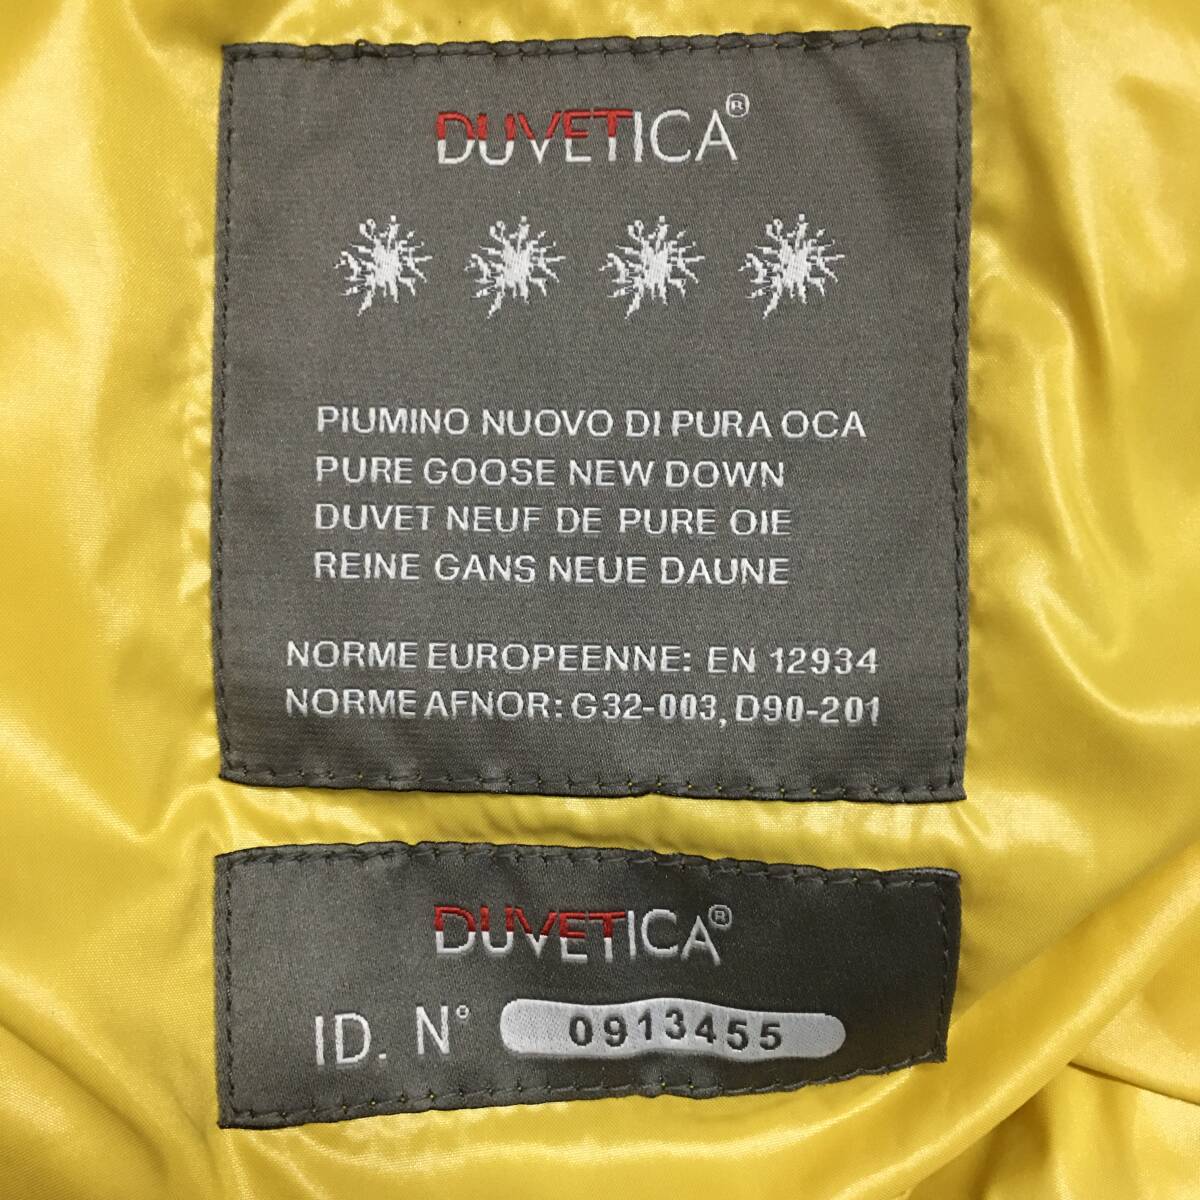 DUVETICA®
PIUMINO NUOVO DI PURA OCA
PURE GOOSE NEW DOWN
DUVET NEUF DE PURE OIE
REINE GANS NEUE DAUNE
NORME EUROPEENNE: EN 12934
NORME AFNOR: G32-003, D90-201
DUVETICA®
ID. N° 0913455